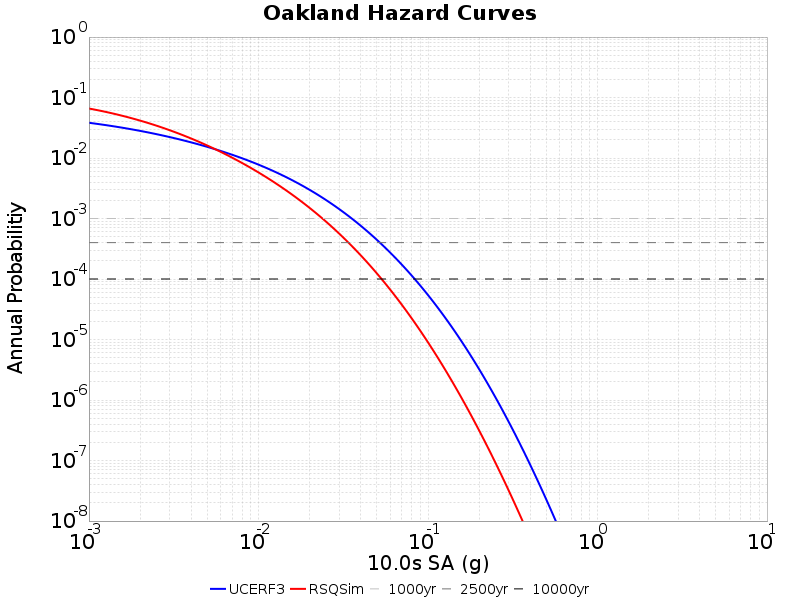 Oakland Hazard Curves
10^0
10^-1
10^-2
10^-3
10^-4
10^-5
10^-6
10^-7
10^-8
Annual Probabilitiy
10^-3 10^-2 10^-1 10^0 10^1
10.0s SA (g)
UCERF3 RSQSim 1000yr 2500yr 10000yr